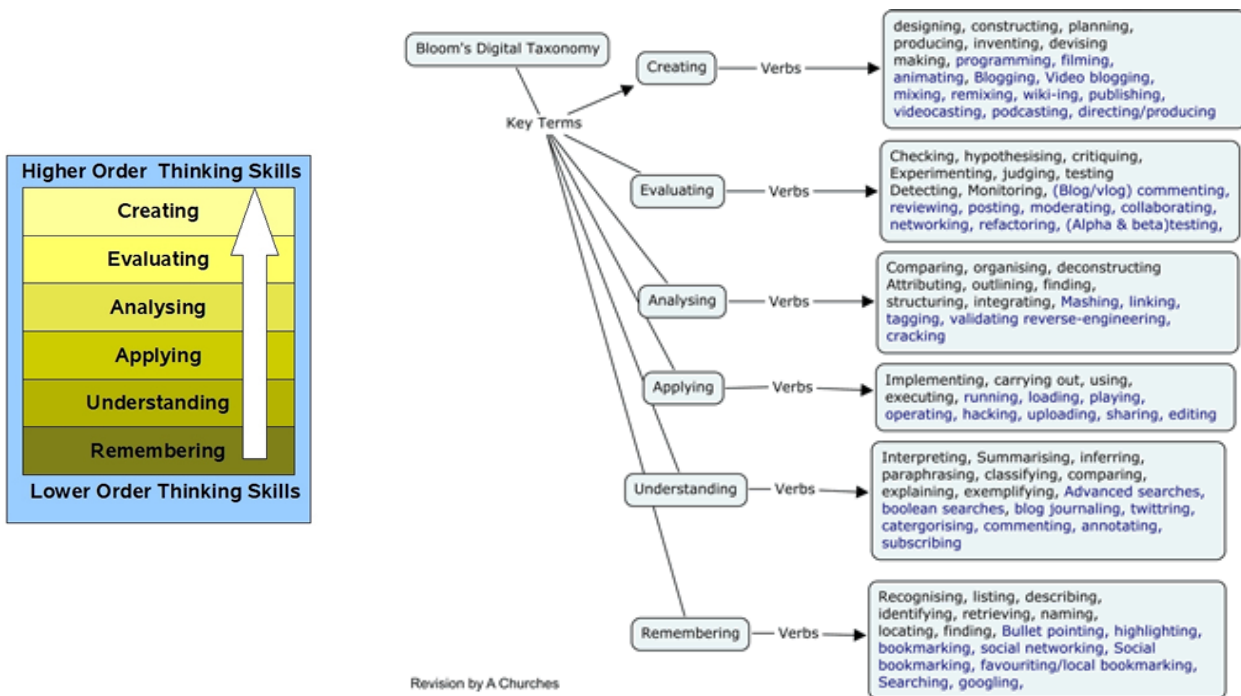 Higher Order Thinking Skills
Creating
Evaluating
Analysing
Applying
Understanding
Remembering
Lower Order Thinking Skills
Bloom's Digital Taxonomy
Key Terms
Creating
Verbs
designing, constructing, planning,
producing, inventing, devising
making, programming, filming,
animating, Blogging, Video blogging,
mixing, remixing, wiki-ing, publishing,
videocasting, podcasting, directing/producing
Evaluating
Verbs
Checking, hypothesising, critiquing,
Experimenting, judging, testing
Detecting, Monitoring, (Blog/vlog) commenting,
reviewing, posting, moderating, collaborating,
networking, refactoring, (Alpha & beta)testing,
Analysing
Verbs
Comparing, organising, deconstructing
Attributing, outlining, finding,
structuring, integrating, Mashing, linking,
tagging, validating reverse-engineering,
cracking
Applying
Verbs
Implementing, carrying out, using,
executing, running, loading, playing,
operating, hacking, uploading, sharing, editing
Understanding
Verbs
Interpreting, Summarising, inferring,
paraphrasing, classifying, comparing,
explaining, exemplifying, Advanced searches,
boolean searches, blog journaling, twittring,
catergorising, commenting, annotating,
subscribing
Remembering
Verbs
Recognising, listing, describing,
identifying, retrieving, naming,
locating, finding, Bullet pointing, highlighting,
bookmarking, social networking, Social
bookmarking, favouriting/local bookmarking,
Searching, googling,
Revision by A Churches